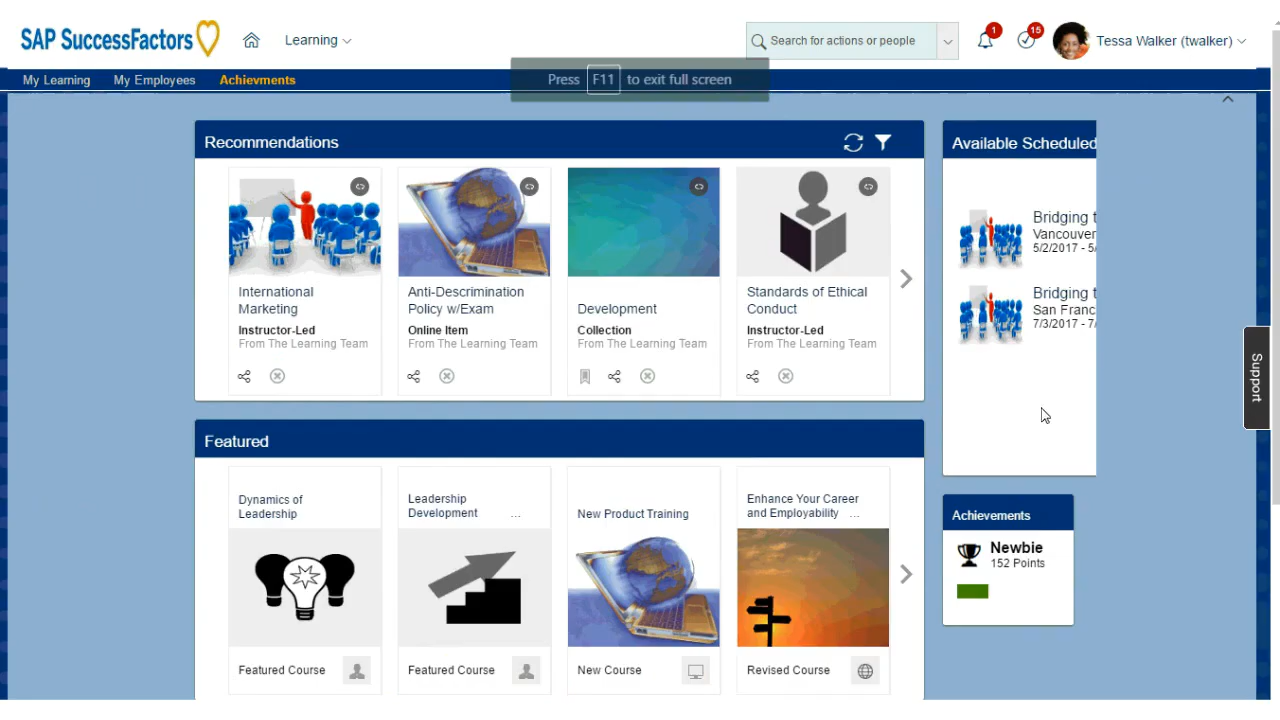 SAP SuccessFactors
Learning
Search for actions or people
1
15
Tessa Walker (twalker)
My Learning
My Employees
Achievments
Press F11 to exit full screen
Recommendations
International
Marketing
Instructor-Led
From The Learning Team
Anti-Descrimination
Policy w/Exam
Online Item
From The Learning Team
Development
Collection
From The Learning Team
Standards of Ethical
Conduct
Instructor-Led
From The Learning Team
Available Scheduled
Bridging t
Vancouver
5/2/2017 - 5/
Bridging t
San Franc
7/3/2017 - 7/
Support
Featured
Dynamics of
Leadership
Featured Course
Leadership
Development ...
Featured Course
New Product Training
New Course
Enhance Your Career
and Employability ...
Revised Course
Achievements
Newbie
152 Points